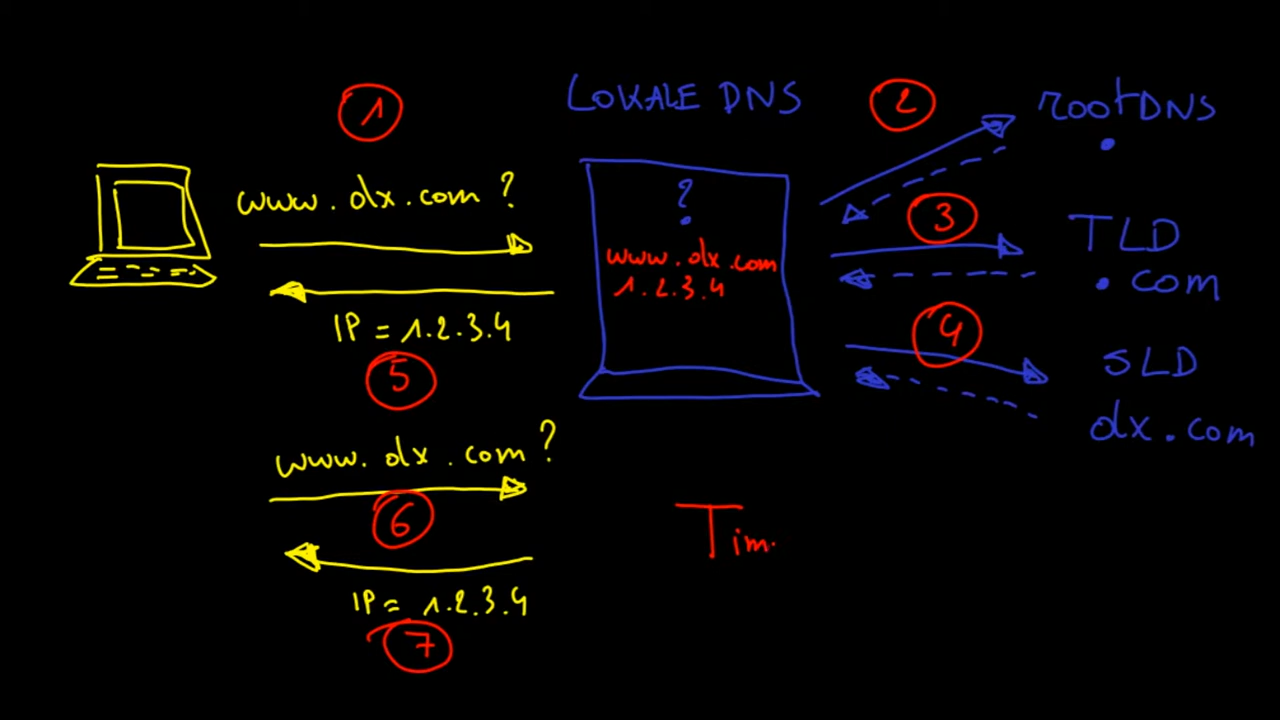 1
LOKALE DNS
2
rootDNS
.
www.dx.com?
?
3
TLD
.com
www.dx.com
1.2.3.4
IP = 1.2.3.4
4
SLD
dx.com
5
www.dx.com?
6
Tim.
IP = 1.2.3.4
7